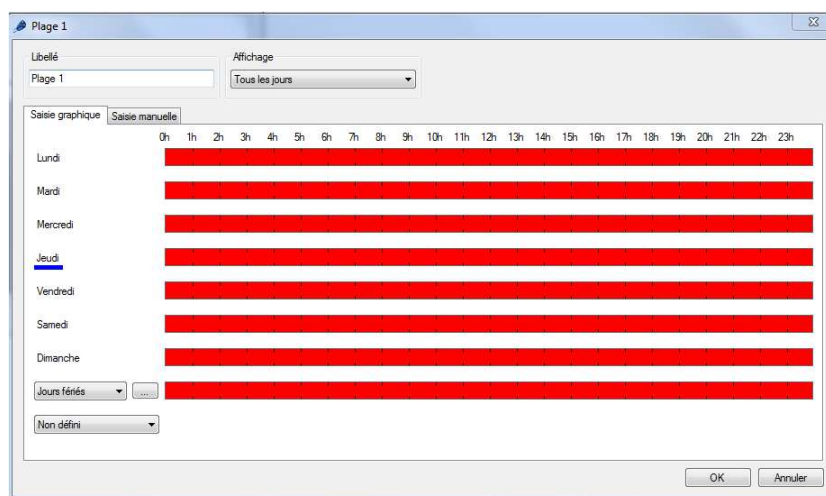 Plage 1
Libellé Affichage
Plage 1 Tous les jours
Saisie graphique Saisie manuelle
0h 1h 2h 3h 4h 5h 6h 7h 8h 9h 10h 11h 12h 13h 14h 15h 16h 17h 18h 19h 20h 21h 22h 23h
Lundi
Mardi
Mercredi
Jeudi
Vendredi
Samedi
Dimanche
Jours fériés ...
Non défini
OK Annuler